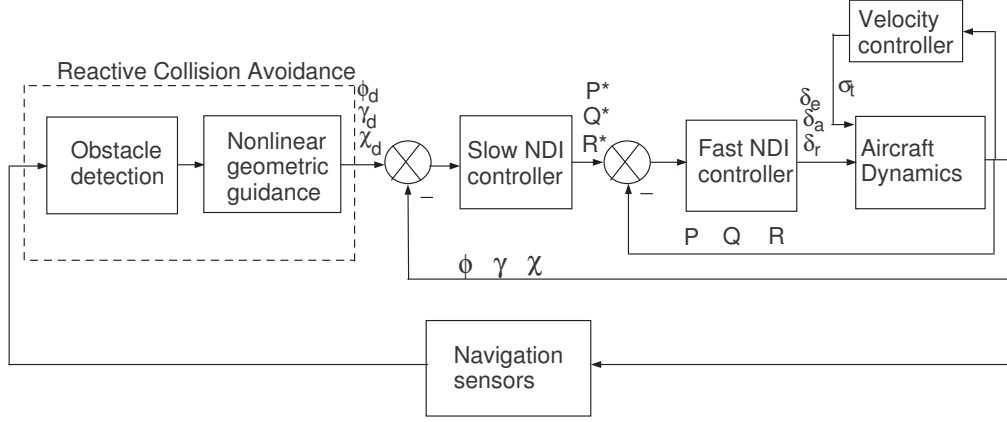 Velocity
controller
Reactive Collision Avoidance
σt
ϕd
γd
χd
P*
Q*
R*
δe
δa
δr
Obstacle
detection
Nonlinear
geometric
guidance
Slow NDI
controller
Fast NDI
controller
Aircraft
Dynamics
–
–
P Q R
ϕ γ χ
Navigation
sensors